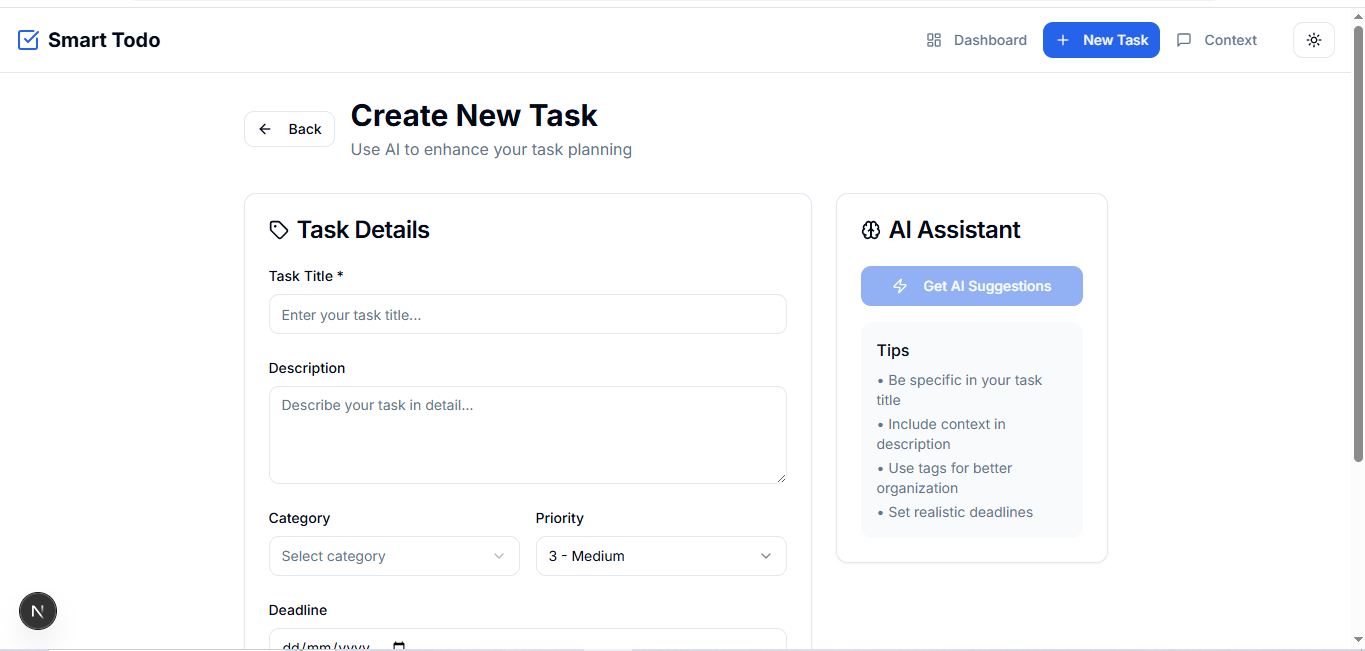 Smart Todo
Dashboard
New Task
Context
Back
Create New Task
Use AI to enhance your task planning
Task Details
Task Title *
Enter your task title...
Description
Describe your task in detail...
Category
Priority
Select category
3 - Medium
Deadline
dd/mm/yyyy
AI Assistant
Get AI Suggestions
Tips
• Be specific in your task
title
• Include context in
description
• Use tags for better
organization
• Set realistic deadlines
N